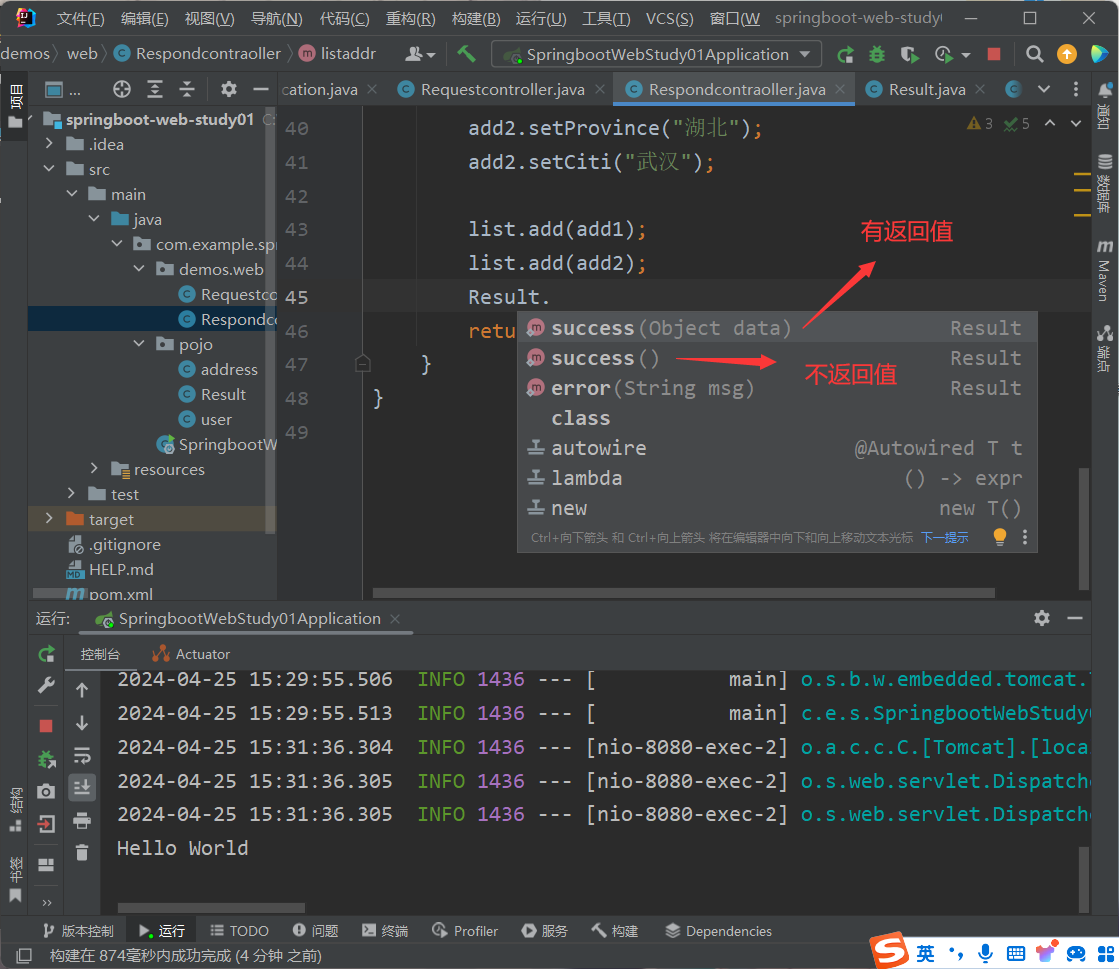 文件(F) 编辑(E) 视图(V) 导航(N) 代码(C) 重构(R) 构建(B) 运行(U) 工具(T) VCS(S) 窗口(W springboot-web-study
demos web Respondcontraoller listaddr SpringbootWebStudy01Application
... cation.java Requestcontroller.java Respondcontraoller.java Result.java
项目
springboot-web-study01
.idea
src
main
java
com.example.sp
demos.web
Requestco
Respondc
pojo
address
Result
user
SpringbootW
resources
test
target
.gitignore
HELP.md
pom.xml
40 add2.setProvince("湖北");
3 5
41 add2.setCiti("武汉");
42
43 list.add(add1);
44 list.add(add2);
45 Result.
46 retu
47 }
48 }
49
有返回值
不返回值
success(Object data) Result
success() Result
error(String msg) Result
class
autowire @Autowired T t
lambda () -> expr
new new T()
Ctrl+向下箭头 和 Ctrl+向上箭头 将在编辑器中向下和向上移动文本光标 下一提示
通知
数据库
Maven
端点
运行: SpringbootWebStudy01Application
控制台 Actuator
2024-04-25 15:29:55.506 INFO 1436 --- [ main] o.s.b.w.embedded.tomcat.
2024-04-25 15:29:55.513 INFO 1436 --- [ main] c.e.s.SpringbootWebStudy
2024-04-25 15:31:36.304 INFO 1436 --- [nio-8080-exec-2] o.a.c.c.C.[Tomcat].[loca
2024-04-25 15:31:36.305 INFO 1436 --- [nio-8080-exec-2] o.s.web.servlet.Dispatch
2024-04-25 15:31:36.305 INFO 1436 --- [nio-8080-exec-2] o.s.web.servlet.Dispatch
Hello World
结构
书签
版本控制 运行 TODO 问题 终端 Profiler 服务 构建 Dependencies
构建在 874毫秒内成功完成 (4 分钟 之前)
英